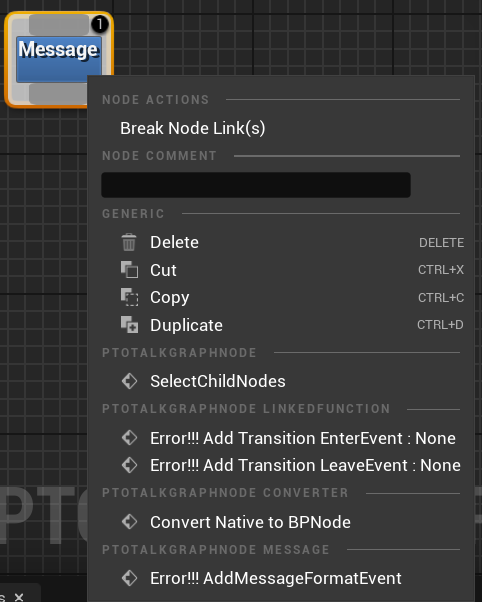 1
Message
NODE ACTIONS
Break Node Link(s)
NODE COMMENT
GENERIC
Delete DELETE
Cut CTRL+X
Copy CTRL+C
Duplicate CTRL+D
PTOTALKGRAPHNODE
SelectChildNodes
PTOTALKGRAPHNODE LINKEDFUNCTION
Error!!! Add Transition EnterEvent : None
Error!!! Add Transition LeaveEvent : None
PTOTALKGRAPHNODE CONVERTER
Convert Native to BPNode
PTOTALKGRAPHNODE MESSAGE
Error!!! AddMessageFormatEvent